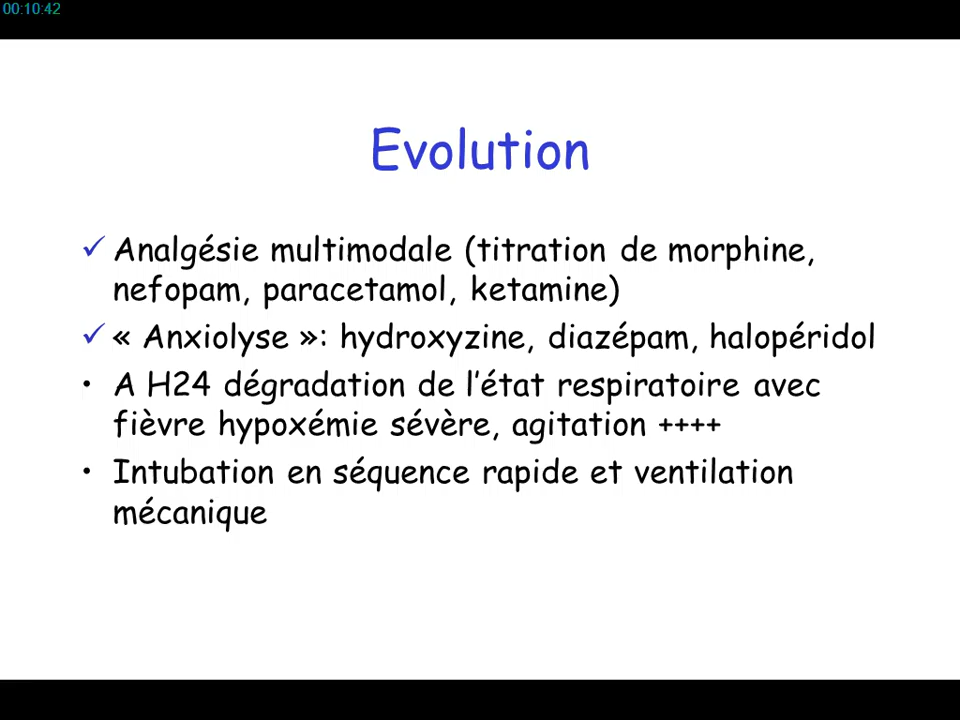 00:10:42
Evolution
✓ Analgésie multimodale (titration de morphine,
nefopam, paracetamol, ketamine)
✓ « Anxiolyse »: hydroxyzine, diazépam, halopéridol
• A H24 dégradation de l'état respiratoire avec
fièvre hypoxémie sévère, agitation ++++
• Intubation en séquence rapide et ventilation
mécanique